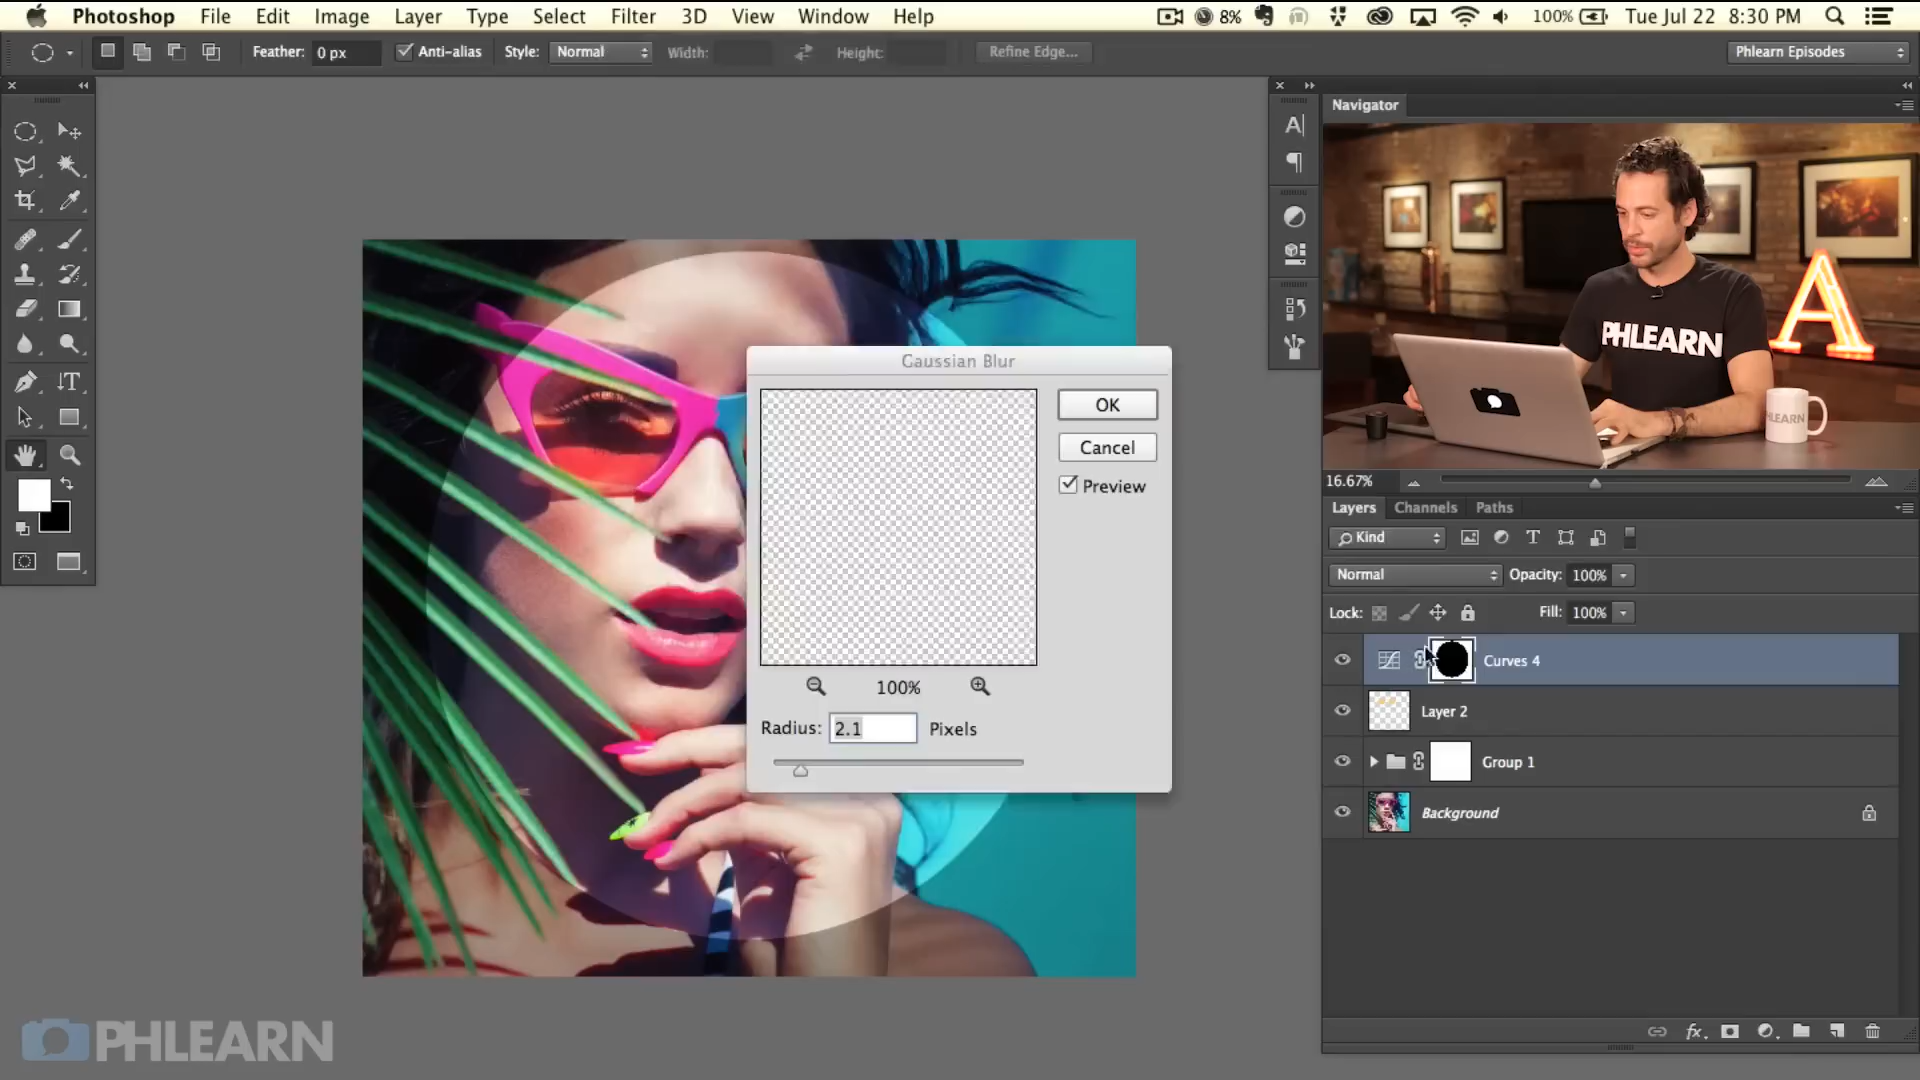 Photoshop File Edit Image Layer Type Select Filter 3D View Window Help 8% 100% Tue Jul 22 8:30 PM
Feather: 0 px Anti-alias Style: Normal Width: Height: Refine Edge... Phlearn Episodes
Navigator
A
PHLEARN
PHLEARN
16.67%
Layers Channels Paths
Kind
Normal Opacity: 100%
Lock: Fill: 100%
Curves 4
Layer 2
Group 1
Background
Gaussian Blur
OK
Cancel
Preview
100%
Radius: 2.1 Pixels
PHLEARN